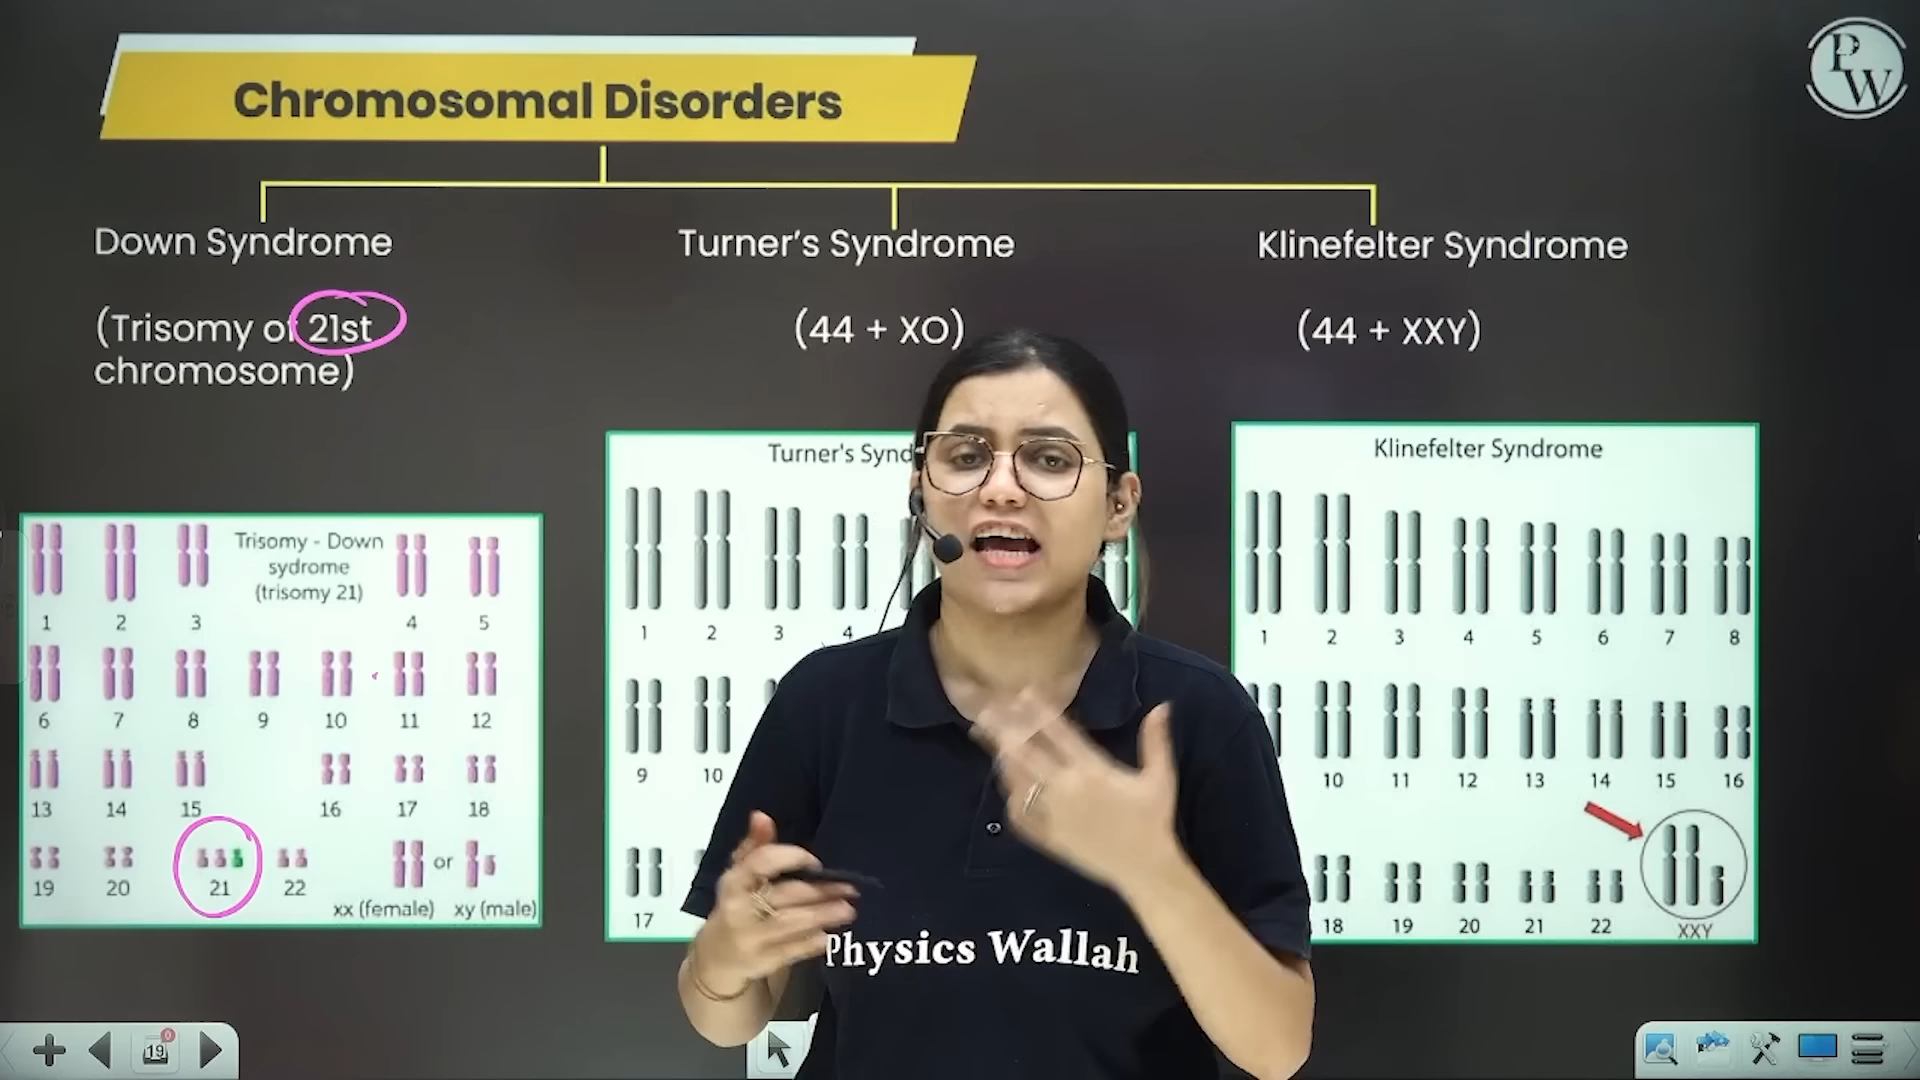 P
W
Chromosomal Disorders
Down Syndrome
(Trisomy of 21st
chromosome)
Turner’s Syndrome
(44 + XO)
Klinefelter Syndrome
(44 + XXY)
Trisomy - Down
sydrome
(trisomy 21)
1 2 3 4 5
6 7 8 9 10 11 12
13 14 15 16 17 18
19 20 21 22
or
xx (female) xy (male)
Turner's Synd
1 2 3 4
9 10
17
Klinefelter Syndrome
1 2 3 4 5 6 7 8
10 11 12 13 14 15 16
18 19 20 21 22 XXY
Physics Wallah
19